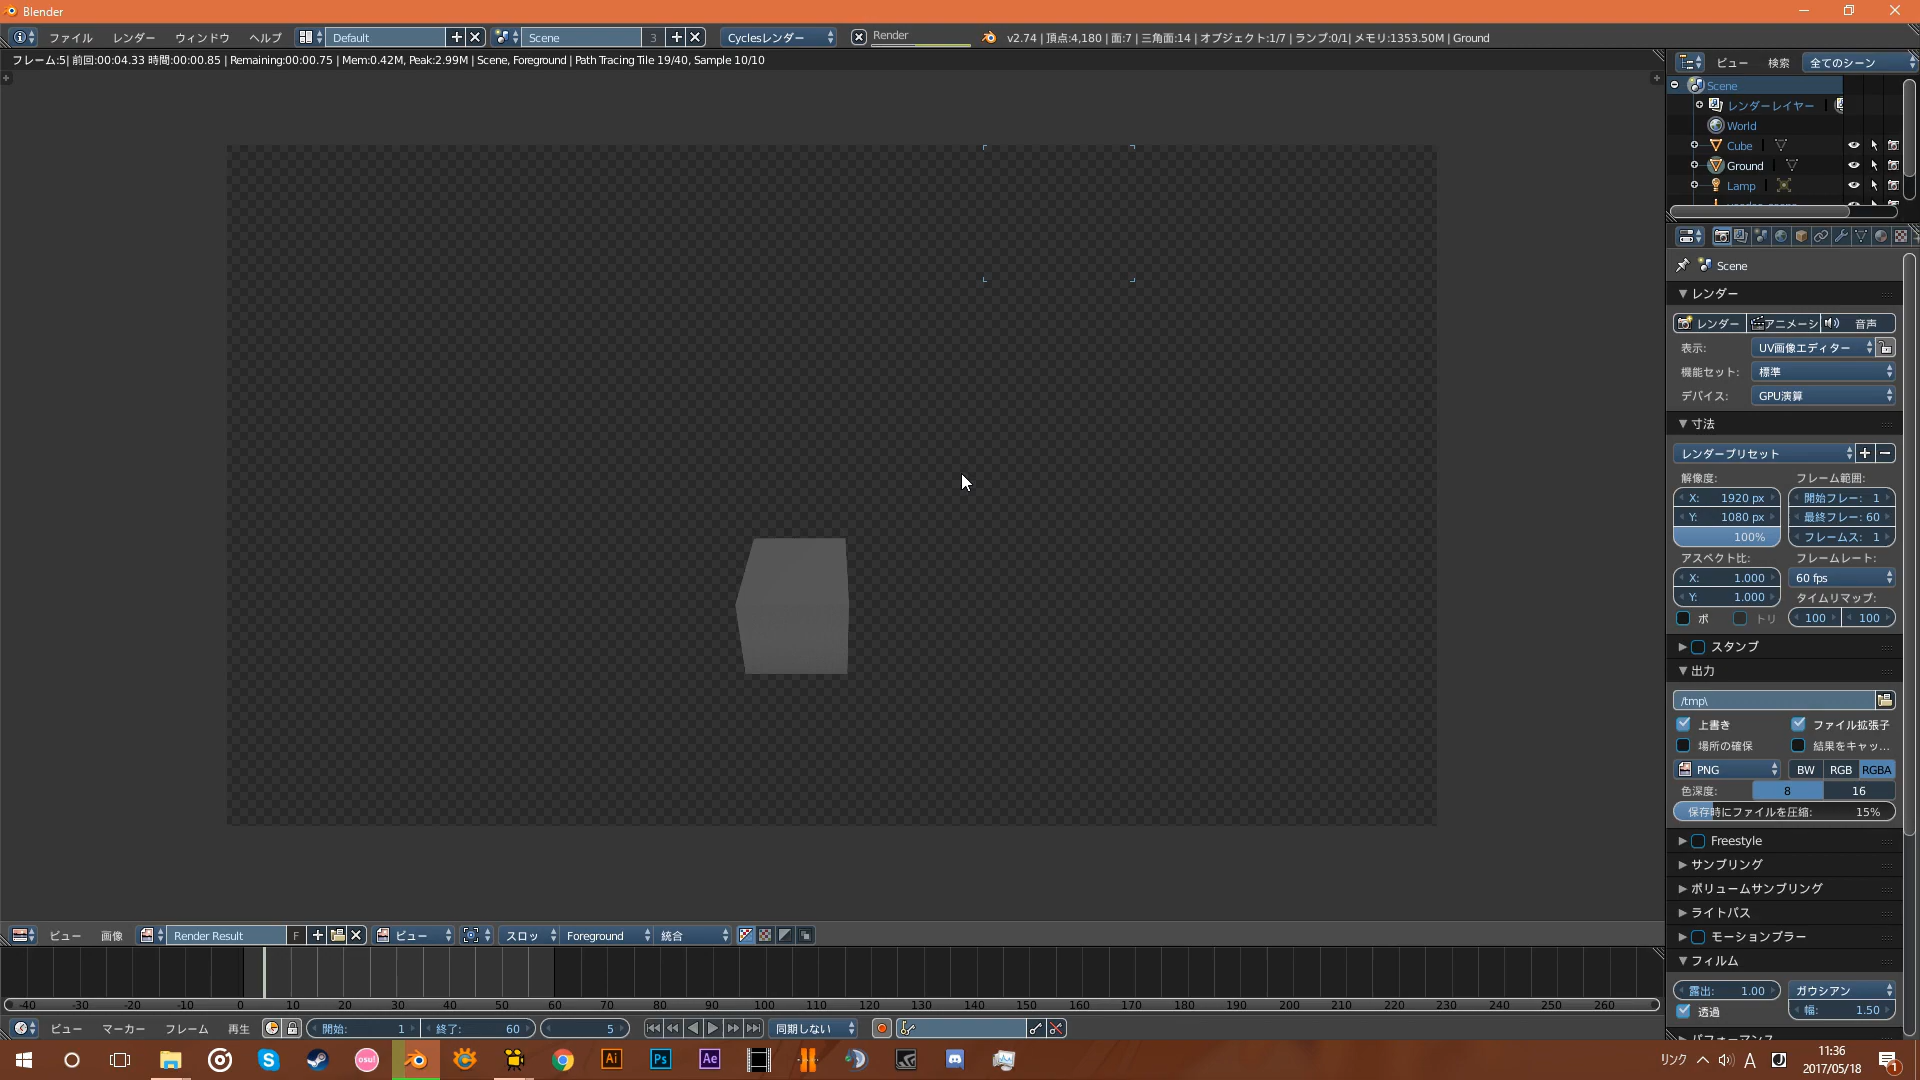 Blender
ファイル レンダー ウィンドウ ヘルプ Default Scene 3 Cyclesレンダー Render v2.74 | 頂点:4,180 | 面:7 | 三角面:14 | オブジェクト:1/7 | ランプ:0/1| メモリ:1353.50M | Ground
フレーム:5| 前回:00:04.33 時間:00:00.85 | Remaining:00:00.75 | Mem:0.42M, Peak:2.99M | Scene, Foreground | Path Tracing Tile 19/40, Sample 10/10
ビュー 検索 全てのシーン
Scene
レンダーレイヤー
World
Cube
Ground
Lamp
Scene
レンダー
レンダー アニメーシ 音声
表示: UV画像エディター
機能セット: 標準
デバイス: GPU演算
寸法
レンダープリセット
解像度: フレーム範囲:
X: 1920 px 開始フレー: 1
Y: 1080 px 最終フレー: 60
100% フレームス: 1
アスペクト比: フレームレート:
X: 1.000 60 fps
Y: 1.000 タイムリマップ:
ボ トリ 100 100
スタンプ
出力
/tmp\
上書き ファイル拡張子
場所の確保 結果をキャッ...
PNG BW RGB RGBA
色深度: 8 16
保存時にファイルを圧縮: 15%
Freestyle
サンプリング
ボリュームサンプリング
ライトパス
モーションブラー
フィルム
露出: 1.00 ガウシアン
透過 幅: 1.50
パフォーマンス
ビュー 画像 Render Result F ビュー スロッ Foreground 統合
-40 -30 -20 -10 0 10 20 30 40 50 60 70 80 90 100 110 120 130 140 150 160 170 180 190 200 210 220 230 240 250 260
ビュー マーカー フレーム 再生 開始: 1 終了: 60 5 同期しない
osu! Ai Ps Ae リンク A 11:36
2017/05/18 1